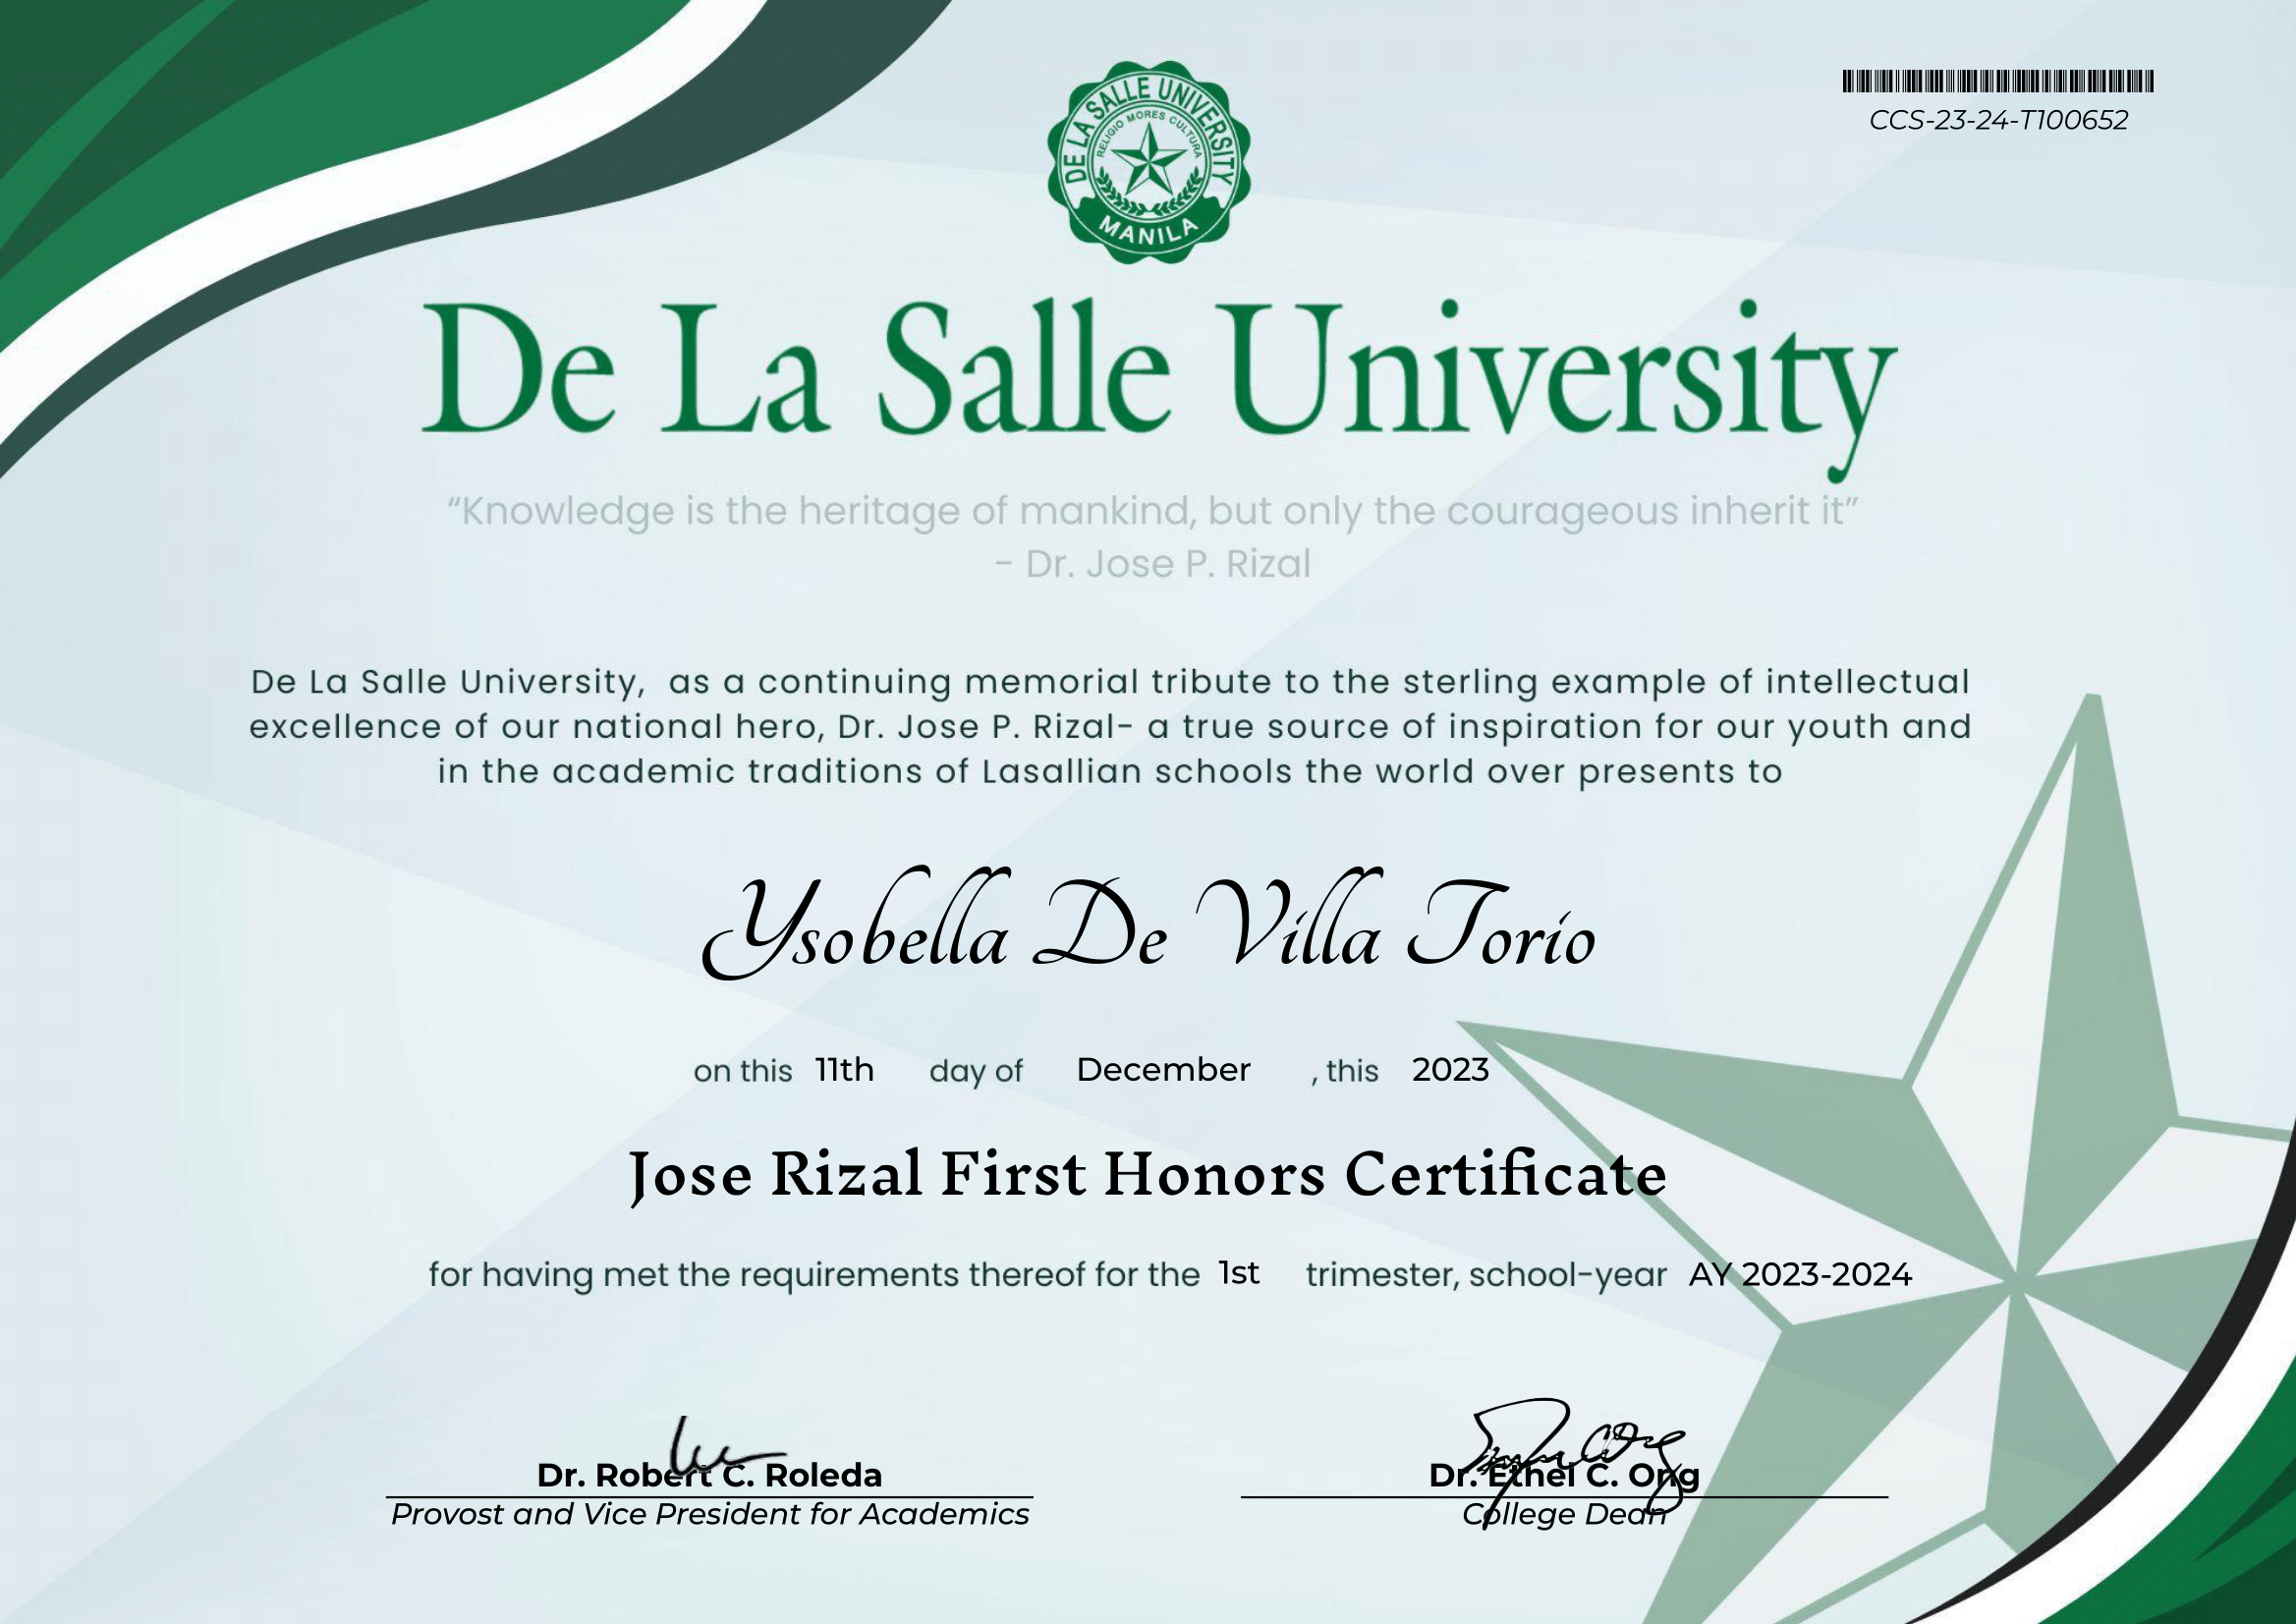 CCS-23-24-T100652
DE LA SALLE UNIVERSITY
RELIGIO MORES CULTURA
MANILA
De La Salle University
“Knowledge is the heritage of mankind, but only the courageous inherit it”
- Dr. Jose P. Rizal
De La Salle University, as a continuing memorial tribute to the sterling example of intellectual
excellence of our national hero, Dr. Jose P. Rizal- a true source of inspiration for our youth and
in the academic traditions of Lasallian schools the world over presents to
Ysobella De Villa Torio
on this 11th day of December , this 2023
Jose Rizal First Honors Certificate
for having met the requirements thereof for the 1st trimester, school-year AY 2023-2024
Dr. Robert C. Roleda
Provost and Vice President for Academics
Dr. Ethel C. Ong
College Dean